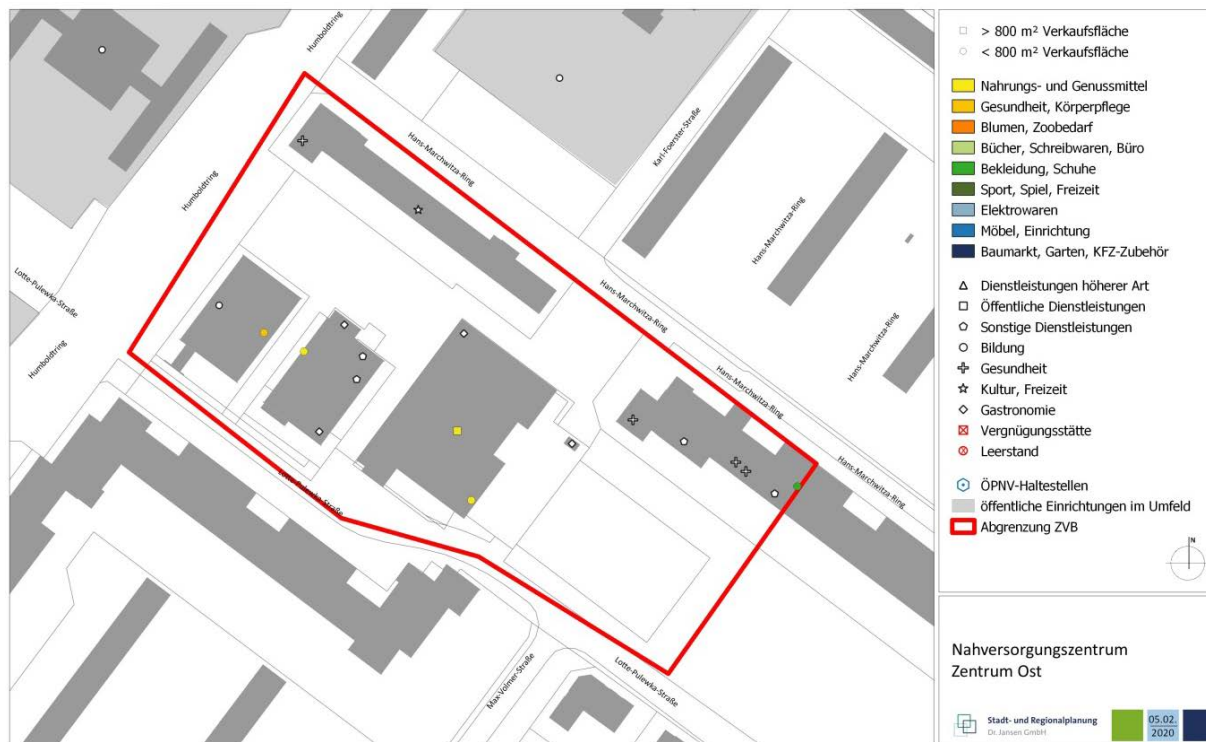 Humboldtring
Hans-Marchwitza-Ring
Karl-Foerster-Straße
Humboldtring
Hans-Marchwitza-Ring
Lotte-Pulewka-Straße
Hans-Marchwitza-Ring
Humboldtring
Hans-Marchwitza-Ring
Hans-Marchwitza-Ring
Hans-Marchwitza-Ring
Lotte-Pulewka-Straße
Max-Volmer-Straße
Lotte-Pulewka-Straße
> 800 m² Verkaufsfläche
< 800 m² Verkaufsfläche
Nahrungs- und Genussmittel
Gesundheit, Körperpflege
Blumen, Zoobedarf
Bücher, Schreibwaren, Büro
Bekleidung, Schuhe
Sport, Spiel, Freizeit
Elektrowaren
Möbel, Einrichtung
Baumarkt, Garten, KFZ-Zubehör
Dienstleistungen höherer Art
Öffentliche Dienstleistungen
Sonstige Dienstleistungen
Bildung
Gesundheit
Kultur, Freizeit
Gastronomie
Vergnügungsstätte
Leerstand
ÖPNV-Haltestellen
öffentliche Einrichtungen im Umfeld
Abgrenzung ZVB
N
Nahversorgungszentrum
Zentrum Ost
Stadt- und Regionalplanung
Dr. Jansen GmbH
05.02.
2020